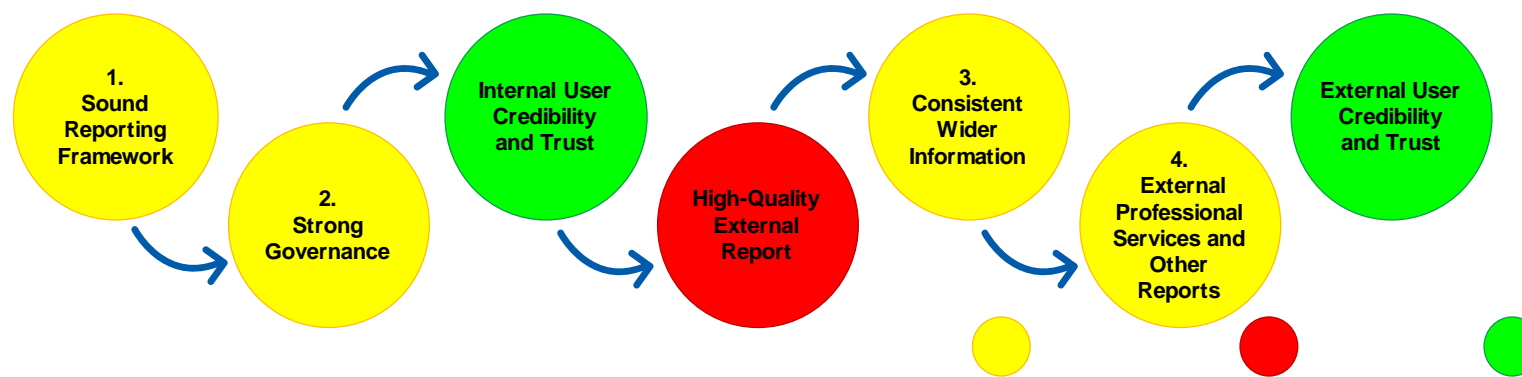 1.
Sound
Reporting
Framework
2.
Strong
Governance
Internal User
Credibility
and Trust
High-Quality
External
Report
3.
Consistent
Wider
Information
4.
External
Professional
Services and
Other
Reports
External User
Credibility
and Trust